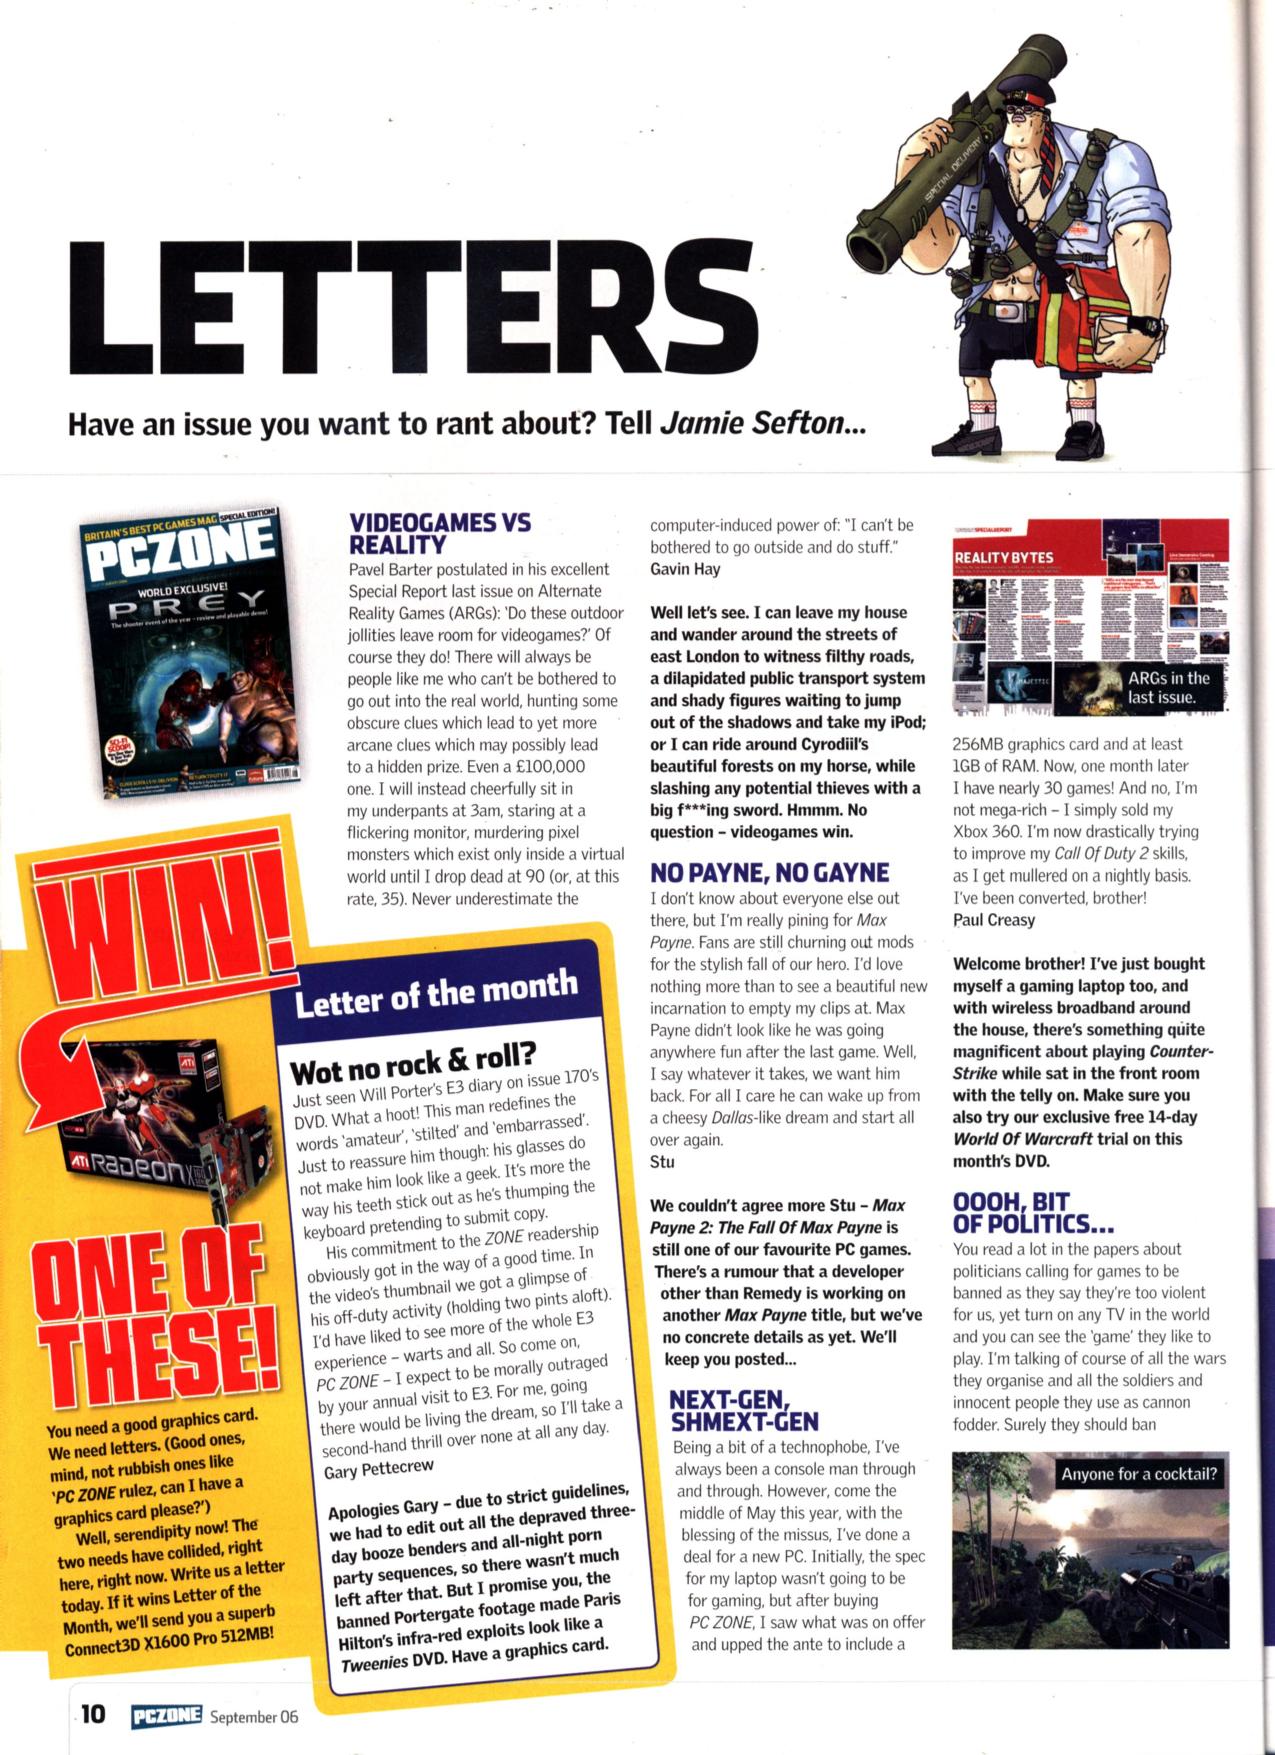 SPECIAL DELIVERY
LETTERS
Have an issue you want to rant about? Tell Jamie Sefton...
BRITAIN'S BEST PC GAMES MAG SPECIAL EDITION!
PCZONE
WORLD EXCLUSIVE!
PREY
The shooter event of the year – review and playable demo!
SCI-FI
SCOOP!
WIN!
ATI
ATI RADEON X1600
ONE OF
THESE!
You need a good graphics card.
We need letters. (Good ones,
mind, not rubbish ones like
'PC ZONE rulez, can I have a
graphics card please?')
Well, serendipity now! The
two needs have collided, right
here, right now. Write us a letter
today. If it wins Letter of the
Month, we'll send you a superb
Connect3D X1600 Pro 512MB!
VIDEOGAMES VS
REALITY
Pavel Barter postulated in his excellent
Special Report last issue on Alternate
Reality Games (ARGs): 'Do these outdoor
jollities leave room for videogames?' Of
course they do! There will always be
people like me who can't be bothered to
go out into the real world, hunting some
obscure clues which lead to yet more
arcane clues which may possibly lead
to a hidden prize. Even a £100,000
one. I will instead cheerfully sit in
my underpants at 3am, staring at a
flickering monitor, murdering pixel
monsters which exist only inside a virtual
world until I drop dead at 90 (or, at this
rate, 35). Never underestimate the
Letter of the month
Wot no rock & roll?
Just seen Will Porter's E3 diary on issue 170's
DVD. What a hoot! This man redefines the
words 'amateur', 'stilted' and 'embarrassed'.
Just to reassure him though: his glasses do
not make him look like a geek. It's more the
way his teeth stick out as he's thumping the
keyboard pretending to submit copy.
His commitment to the ZONE readership
obviously got in the way of a good time. In
the video's thumbnail we got a glimpse of
his off-duty activity (holding two pints aloft).
I'd have liked to see more of the whole E3
experience – warts and all. So come on,
PC ZONE – I expect to be morally outraged
by your annual visit to E3. For me, going
there would be living the dream, so I'll take a
second-hand thrill over none at all any day.
Gary Pettecrew
Apologies Gary – due to strict guidelines,
we had to edit out all the depraved three-
day booze benders and all-night porn
party sequences, so there wasn't much
left after that. But I promise you, the
banned Portergate footage made Paris
Hilton's infra-red exploits look like a
Tweenies DVD. Have a graphics card.
computer-induced power of: "I can't be
bothered to go outside and do stuff."
Gavin Hay
Well let's see. I can leave my house
and wander around the streets of
east London to witness filthy roads,
a dilapidated public transport system
and shady figures waiting to jump
out of the shadows and take my iPod;
or I can ride around Cyrodiil's
beautiful forests on my horse, while
slashing any potential thieves with a
big f***ing sword. Hmmm. No
question – videogames win.
NO PAYNE, NO GAYNE
I don't know about everyone else out
there, but I'm really pining for Max
Payne. Fans are still churning out mods
for the stylish fall of our hero. I'd love
nothing more than to see a beautiful new
incarnation to empty my clips at. Max
Payne didn't look like he was going
anywhere fun after the last game. Well,
I say whatever it takes, we want him
back. For all I care he can wake up from
a cheesy Dallas-like dream and start all
over again.
Stu
We couldn't agree more Stu – Max
Payne 2: The Fall Of Max Payne is
still one of our favourite PC games.
There's a rumour that a developer
other than Remedy is working on
another Max Payne title, but we've
no concrete details as yet. We'll
keep you posted...
NEXT-GEN,
SHMEXT-GEN
Being a bit of a technophobe, I've
always been a console man through
and through. However, come the
middle of May this year, with the
blessing of the missus, I've done a
deal for a new PC. Initially, the spec
for my laptop wasn't going to be
for gaming, but after buying
PC ZONE, I saw what was on offer
and upped the ante to include a
SPECIALREPORT
REALITY BYTES
MAJESTIC
ARGs in the
last issue.
256MB graphics card and at least
1GB of RAM. Now, one month later
I have nearly 30 games! And no, I'm
not mega-rich – I simply sold my
Xbox 360. I'm now drastically trying
to improve my Call Of Duty 2 skills,
as I get mullered on a nightly basis.
I've been converted, brother!
Paul Creasy
Welcome brother! I've just bought
myself a gaming laptop too, and
with wireless broadband around
the house, there's something quite
magnificent about playing Counter-
Strike while sat in the front room
with the telly on. Make sure you
also try our exclusive free 14-day
World Of Warcraft trial on this
month's DVD.
OOOH, BIT
OF POLITICS...
You read a lot in the papers about
politicians calling for games to be
banned as they say they're too violent
for us, yet turn on any TV in the world
and you can see the 'game' they like to
play. I'm talking of course of all the wars
they organise and all the soldiers and
innocent people they use as cannon
fodder. Surely they should ban
Anyone for a cocktail?
10 PCZONE September 06